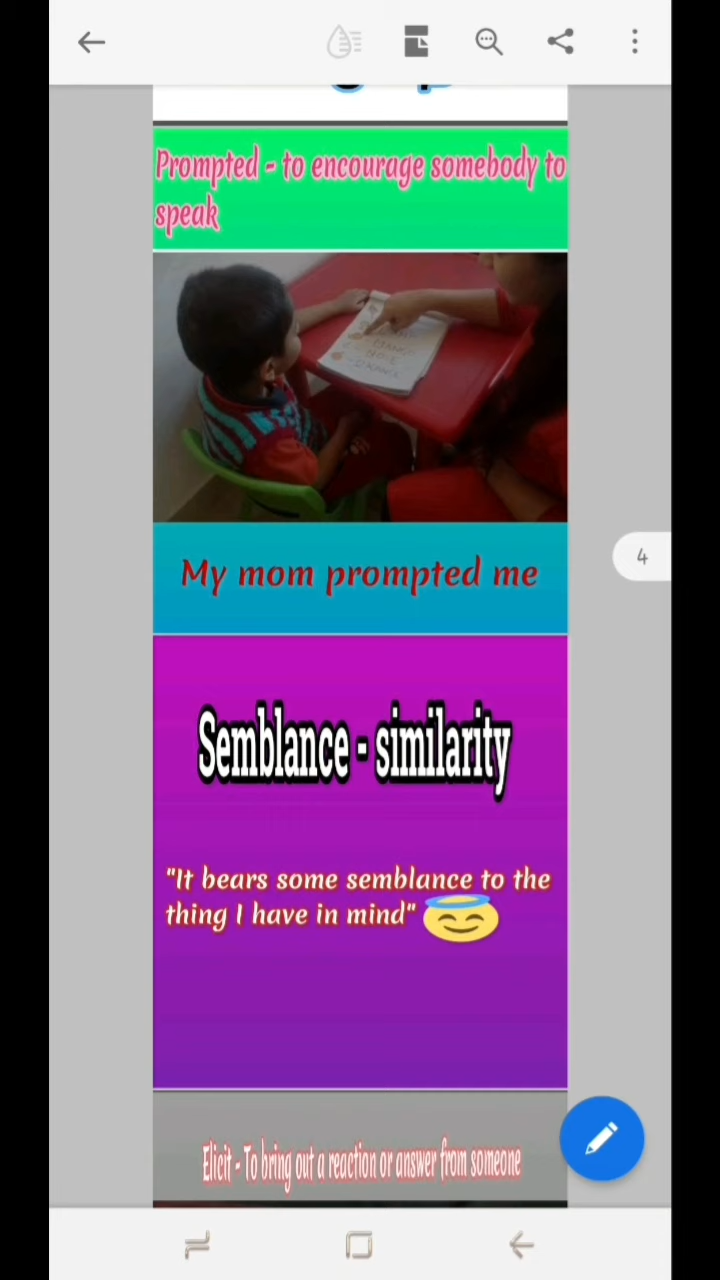 Prompted - to encourage somebody to
speak
My mom prompted me
4
Semblance - similarity
"It bears some semblance to the
thing I have in mind"
Elicit - To bring out a reaction or answer from someone